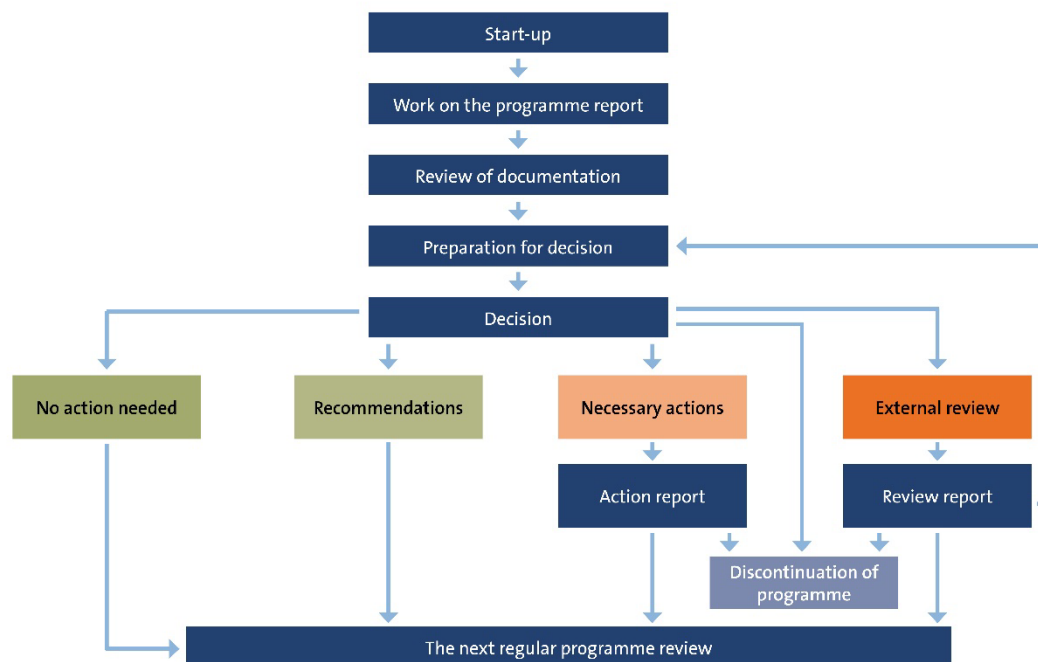 Start-up
Work on the programme report
Review of documentation
Preparation for decision
Decision
No action needed
Recommendations
Necessary actions
External review
Action report
Review report
Discontinuation of
programme
The next regular programme review